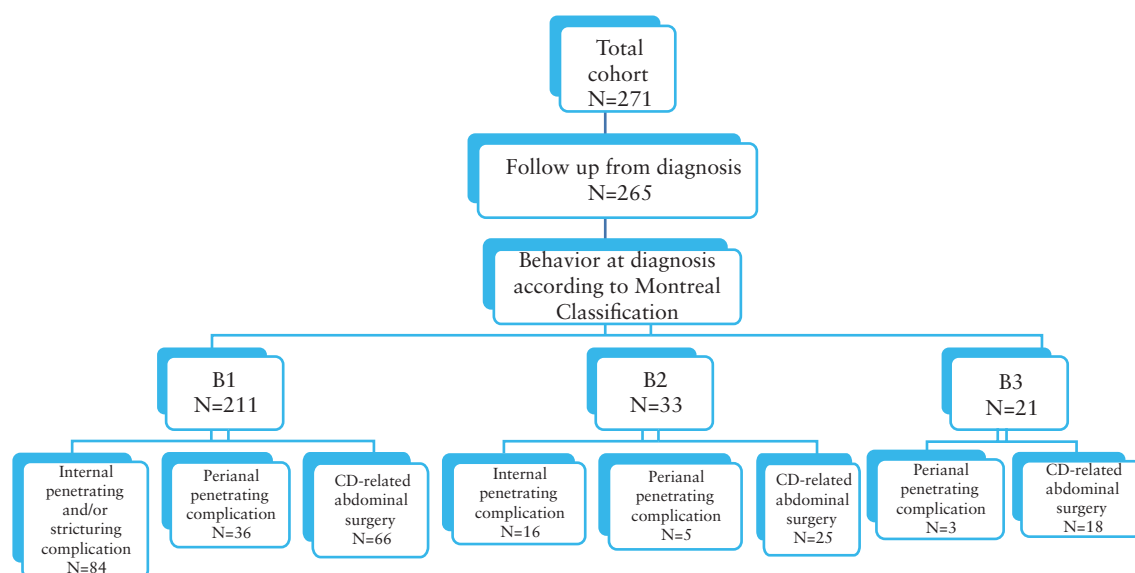 Total
cohort
N=271
Follow up from diagnosis
N=265
Behavior at diagnosis
according to Montreal
Classification
B1
N=211
B2
N=33
B3
N=21
Internal
penetrating
and/or
stricturing
complication
N=84
Perianal
penetrating
complication
N=36
CD-related
abdominal
surgery
N=66
Internal
penetrating
complication
N=16
Perianal
penetrating
complication
N=5
CD-related
abdominal
surgery
N=25
Perianal
penetrating
complication
N=3
CD-related
abdominal
surgery
N=18